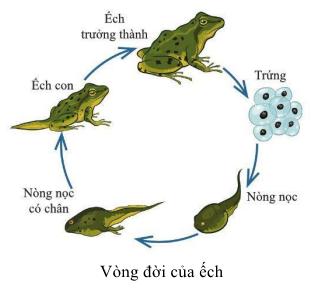 Ếch
trưởng thành
Trứng
Nòng nọc
Nòng nọc
có chân
Ếch con
Vòng đời của ếch